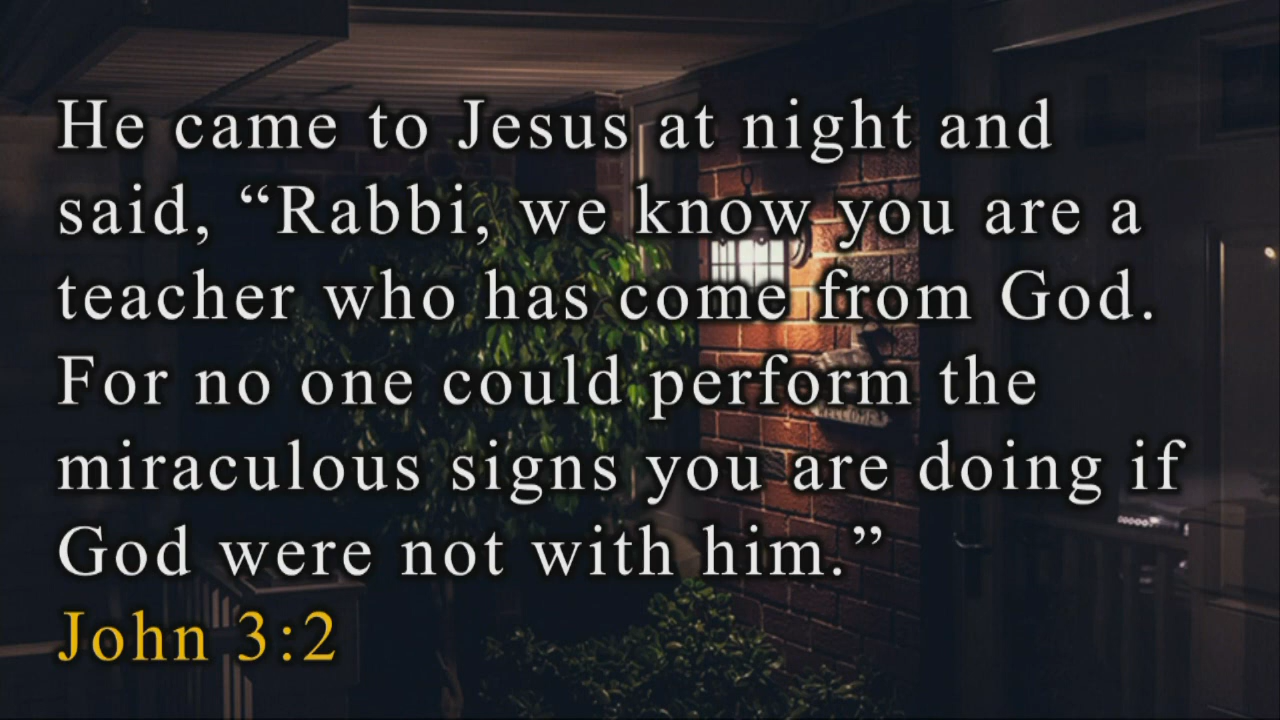 He came to Jesus at night and
said, “Rabbi, we know you are a
teacher who has come from God.
For no one could perform the
miraculous signs you are doing if
God were not with him.”
John 3:2
WELCOME